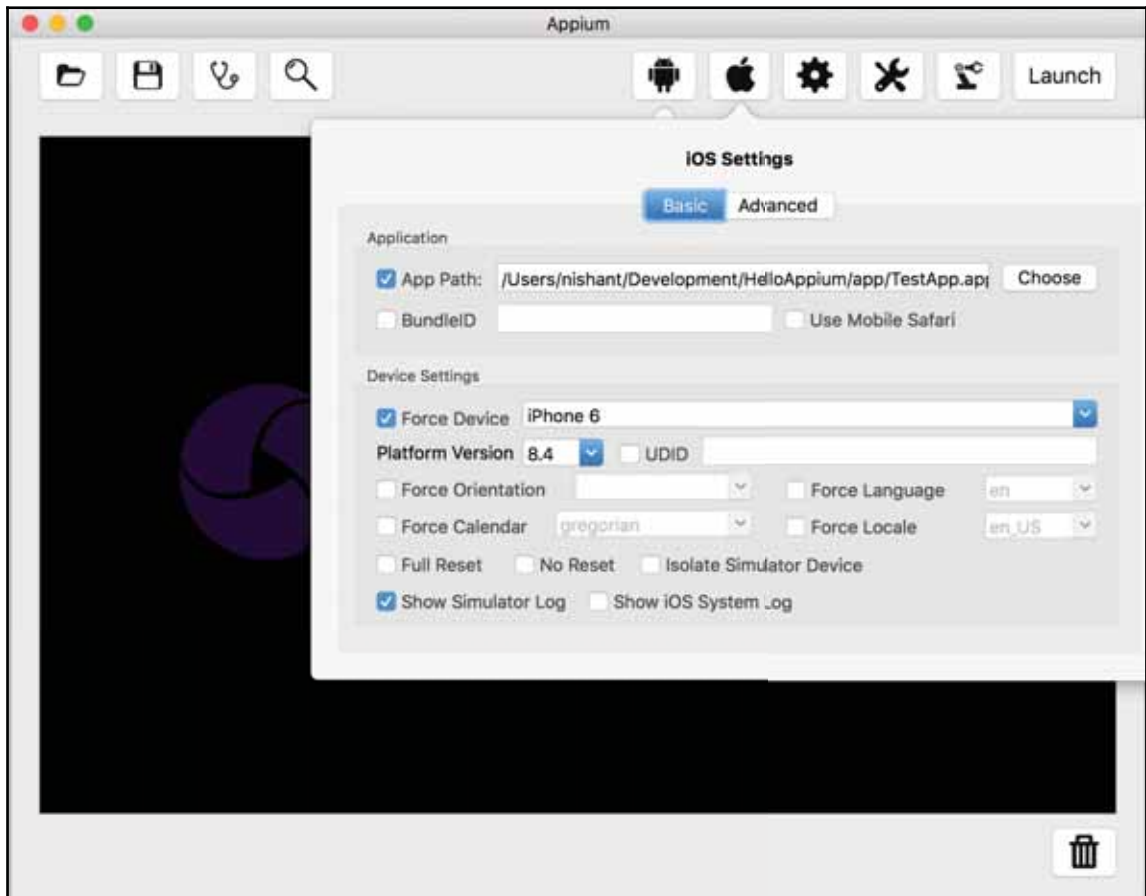 Appium
Launch
iOS Settings
Basic Advanced
Application
App Path: /Users/nishant/Development/HelloAppium/app/TestApp.app Choose
BundleID Use Mobile Safari
Device Settings
Force Device iPhone 6
Platform Version 8.4 UDID
Force Orientation Force Language en
Force Calendar gregorian Force Locale en_US
Full Reset No Reset Isolate Simulator Device
Show Simulator Log Show iOS System Log